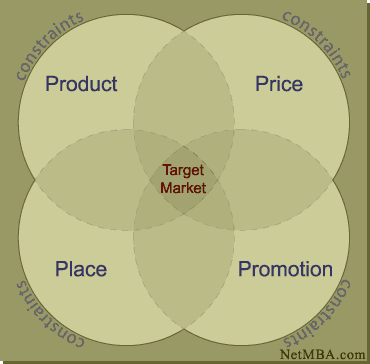 constraints
constraints
Product
Price
Target
Market
Place
Promotion
constraints
constraints
NetMBA.com